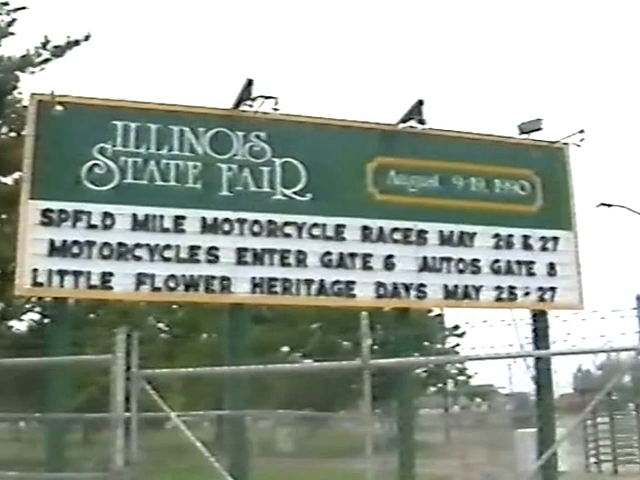 ILLINOIS
STATE FAIR
August 9-19, 1990
SPFLD MILE MOTORCYCLE RACES MAY 26 & 27
MOTORCYCLES ENTER GATE 6 AUTOS GATE 8
LITTLE FLOWER HERITAGE DAYS MAY 25-27